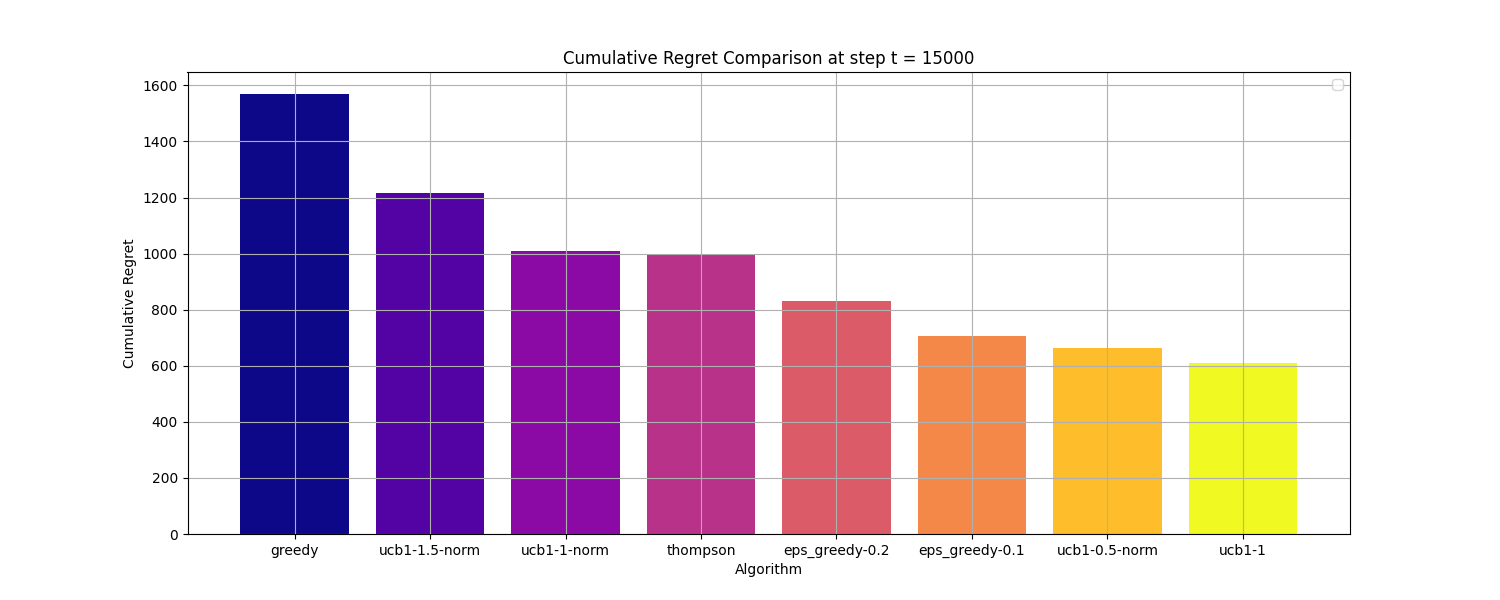 Cumulative Regret Comparison at step t = 15000
Cumulative Regret
1600
1400
1200
1000
800
600
400
200
0
greedy ucb1-1.5-norm ucb1-1-norm thompson eps_greedy-0.2 eps_greedy-0.1 ucb1-0.5-norm ucb1-1
Algorithm